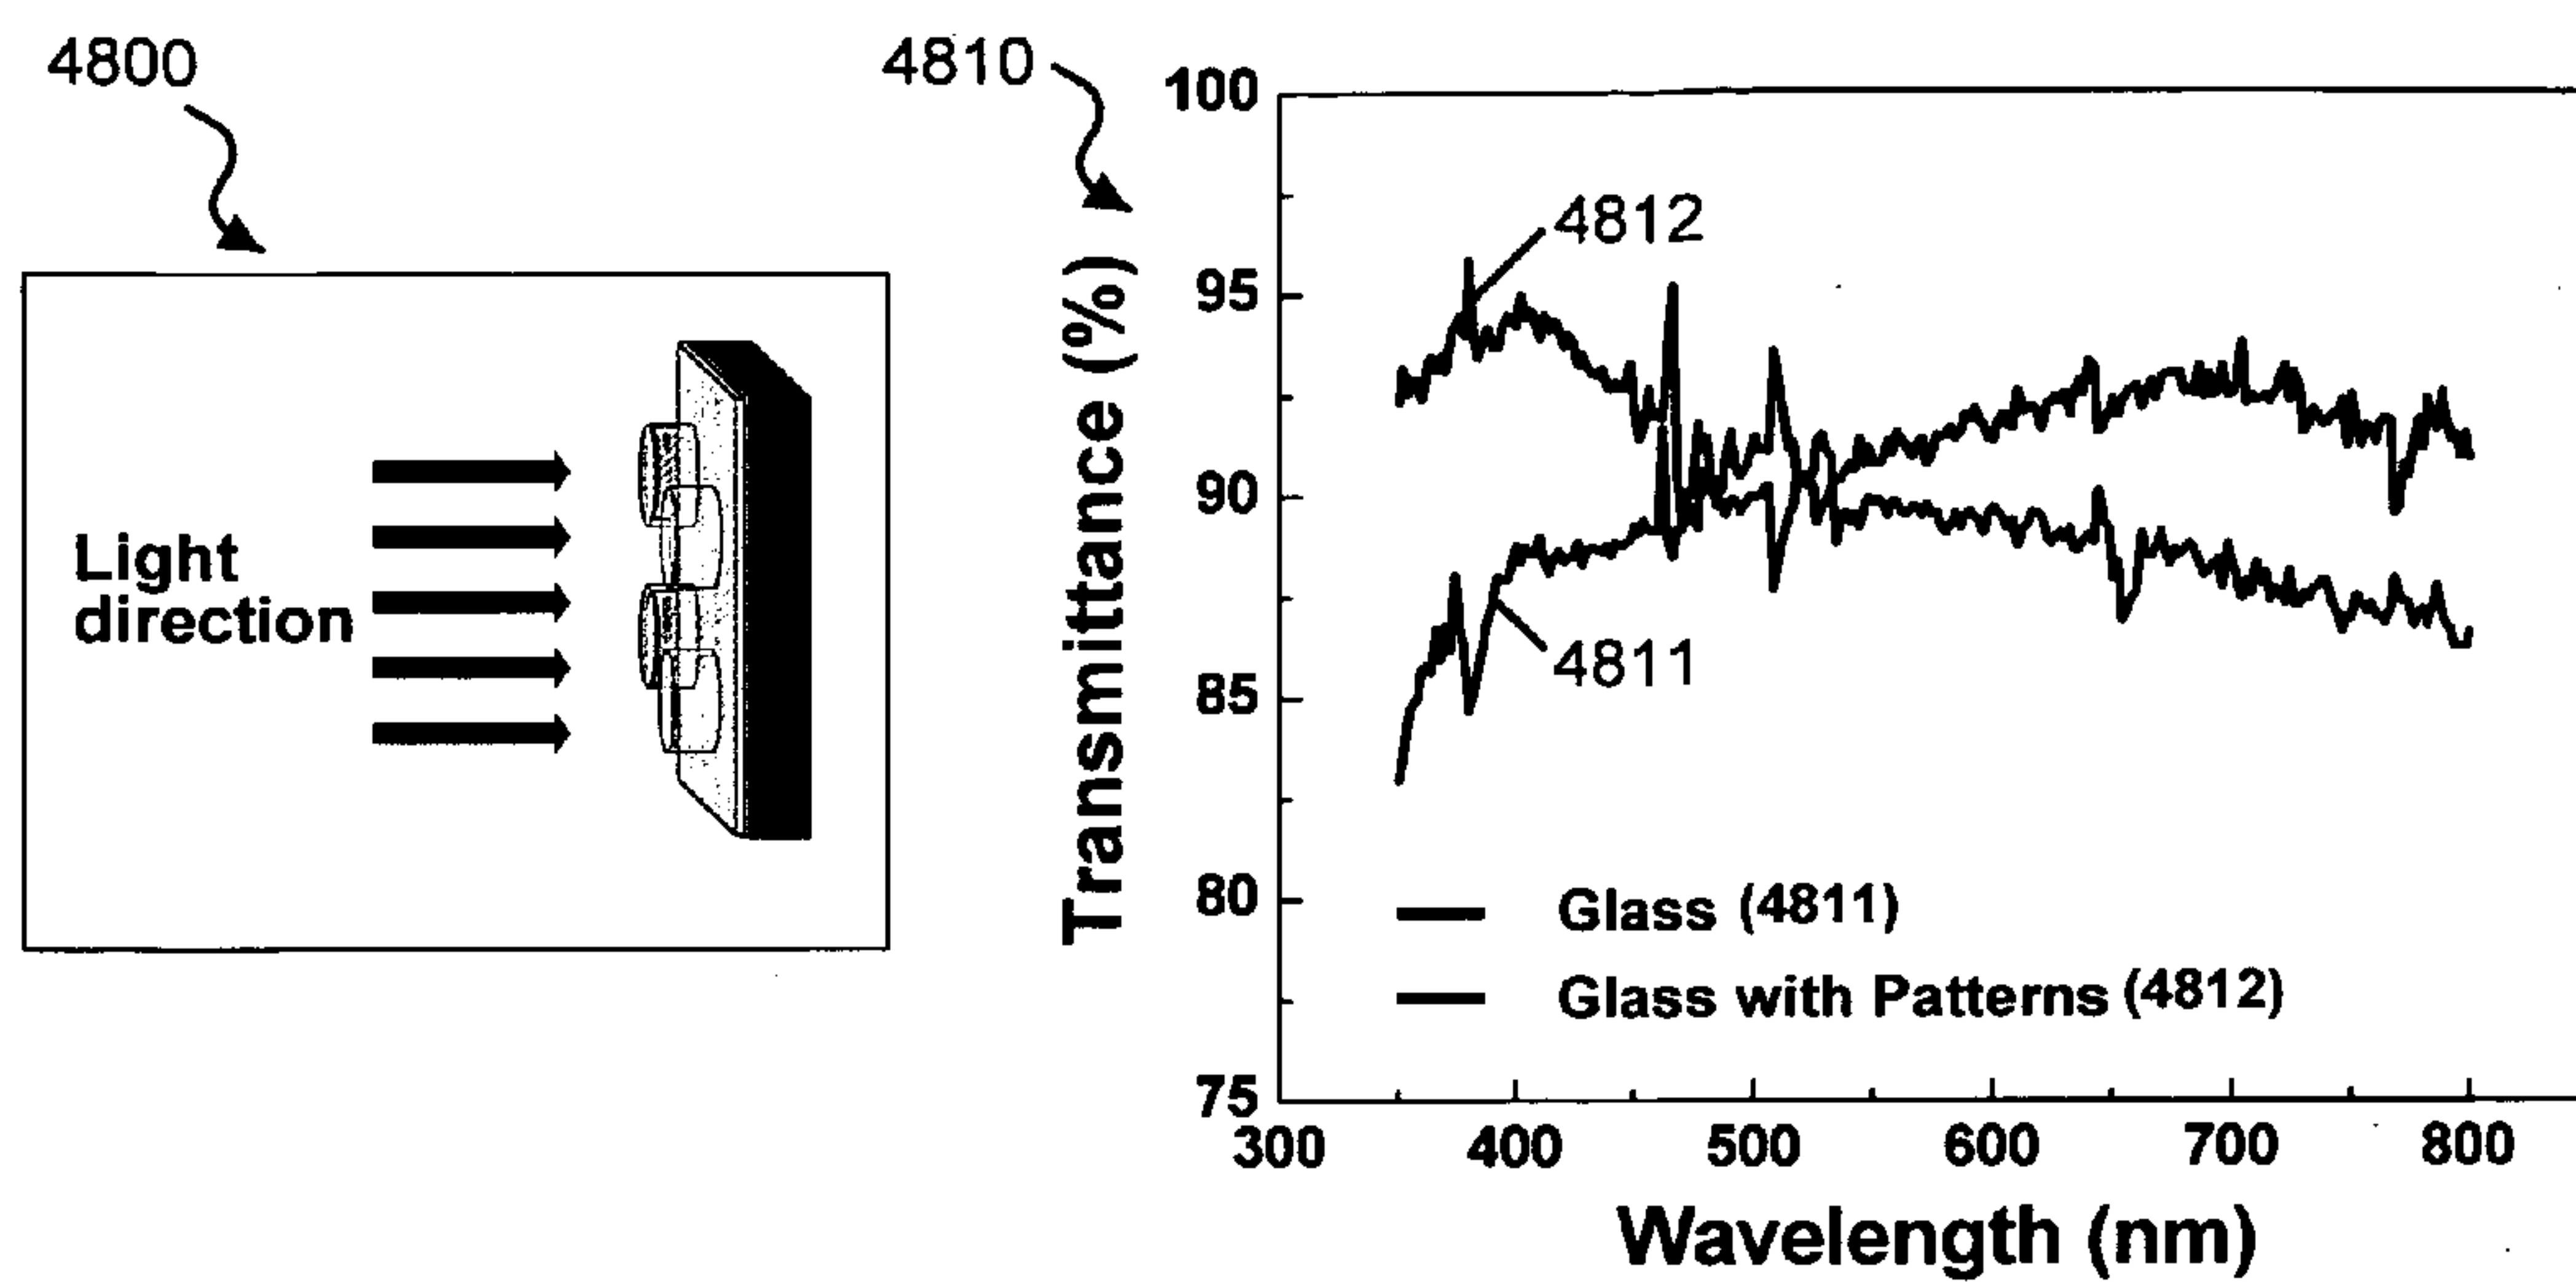 4800
4810
Light
direction
Transmittance (%)
100
95
90
85
80
75
4812
4811
Glass (4811)
Glass with Patterns (4812)
300 400 500 600 700 800
Wavelength (nm)